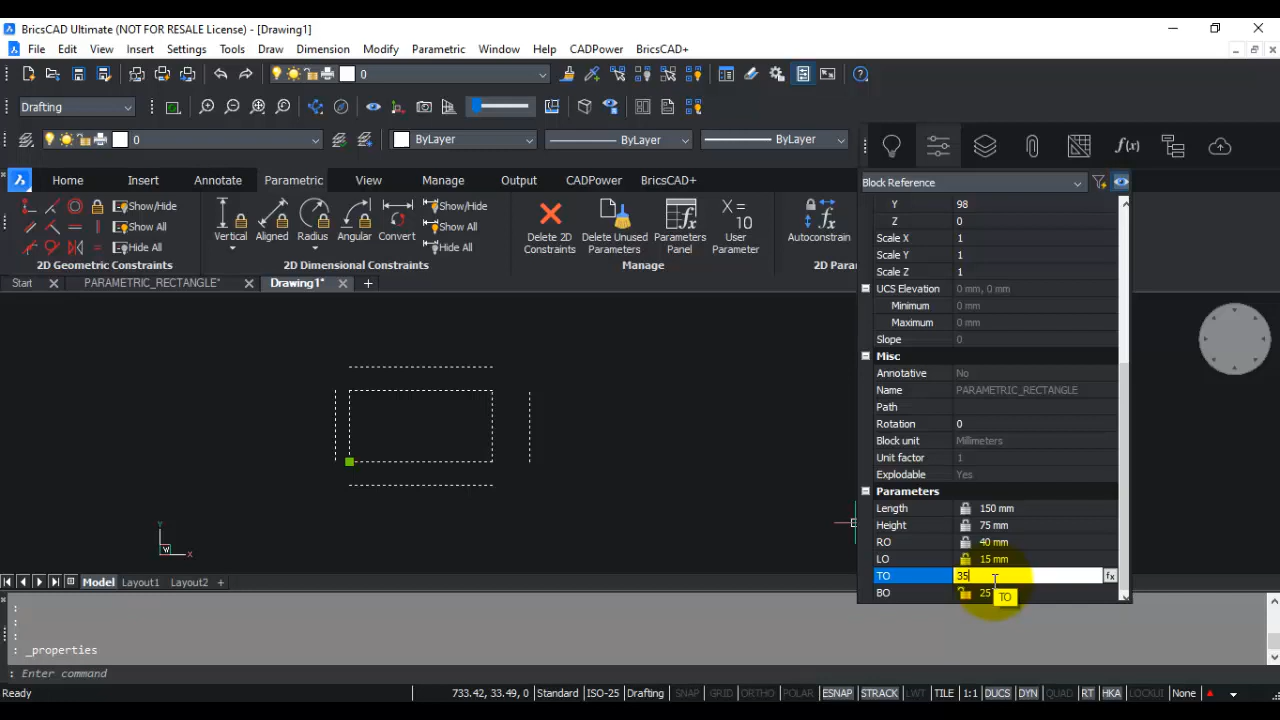 BricsCAD Ultimate (NOT FOR RESALE License) - [Drawing1]
File Edit View Insert Settings Tools Draw Dimension Modify Parametric Window Help CADPower BricsCAD+
0
Drafting
0 ByLayer ByLayer ByLayer
Home Insert Annotate Parametric View Manage Output CADPower BricsCAD+
Block Reference
Show/Hide
Show All
Hide All
2D Geometric Constraints
Vertical Aligned Radius Angular Convert
Show/Hide
Show All
Hide All
2D Dimensional Constraints
X =
10
Delete 2D Constraints
Delete Unused Parameters
Parameters Panel
User Parameter
Manage
f(x)
Autoconstrain
2D Para
Start PARAMETRIC_RECTANGLE* Drawing1*
f(x)
Y 98
Z 0
Scale X 1
Scale Y 1
Scale Z 1
UCS Elevation 0 mm, 0 mm
Minimum 0 mm
Maximum 0 mm
Slope 0
Misc
Annotative No
Name PARAMETRIC_RECTANGLE
Path
Rotation 0
Block unit Millimeters
Unit factor 1
Explodable Yes
Parameters
Length 150 mm
Height 75 mm
RO 40 mm
LO 15 mm
TO 35 fx
BO 25
TO
Y
W X
Model Layout1 Layout2 +
:
:
:
: _properties
: Enter command
Ready 733.42, 33.49, 0 Standard ISO-25 Drafting SNAP GRID ORTHO POLAR ESNAP STRACK LWT TILE 1:1 DUCS DYN QUAD RT HKA LOCKUI None